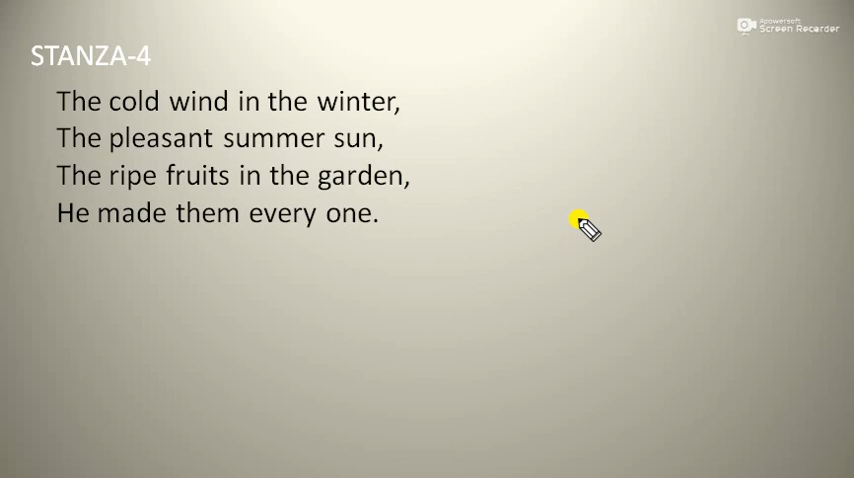 Apowersoft
Screen Recorder
STANZA-4
The cold wind in the winter,
The pleasant summer sun,
The ripe fruits in the garden,
He made them every one.